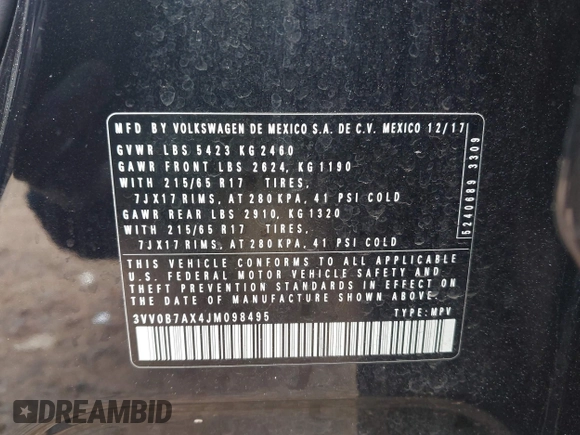 MFD BY VOLKSWAGEN DE MEXICO S.A. DE C.V. MEXICO 12/17
GVWR LBS 5423 KG 2460
GAWR FRONT LBS 2624, KG 1190
WITH 215/65 R17 TIRES,
7JX17 RIMS, AT 280 KPA, 41 PSI COLD
GAWR REAR LBS 2910, KG 1320
WITH 215/65 R17 TIRES,
7JX17 RIMS, AT 280 KPA, 41 PSI COLD
THIS VEHICLE CONFORMS TO ALL APPLICABLE
U.S. FEDERAL MOTOR VEHICLE SAFETY AND
THEFT PREVENTION STANDARDS IN EFFECT ON
THE DATE OF MANUFACTURE SHOWN ABOVE.
3VV0B7AX4JM098495 TYPE: MPV
5240689 3309
DREAMBID